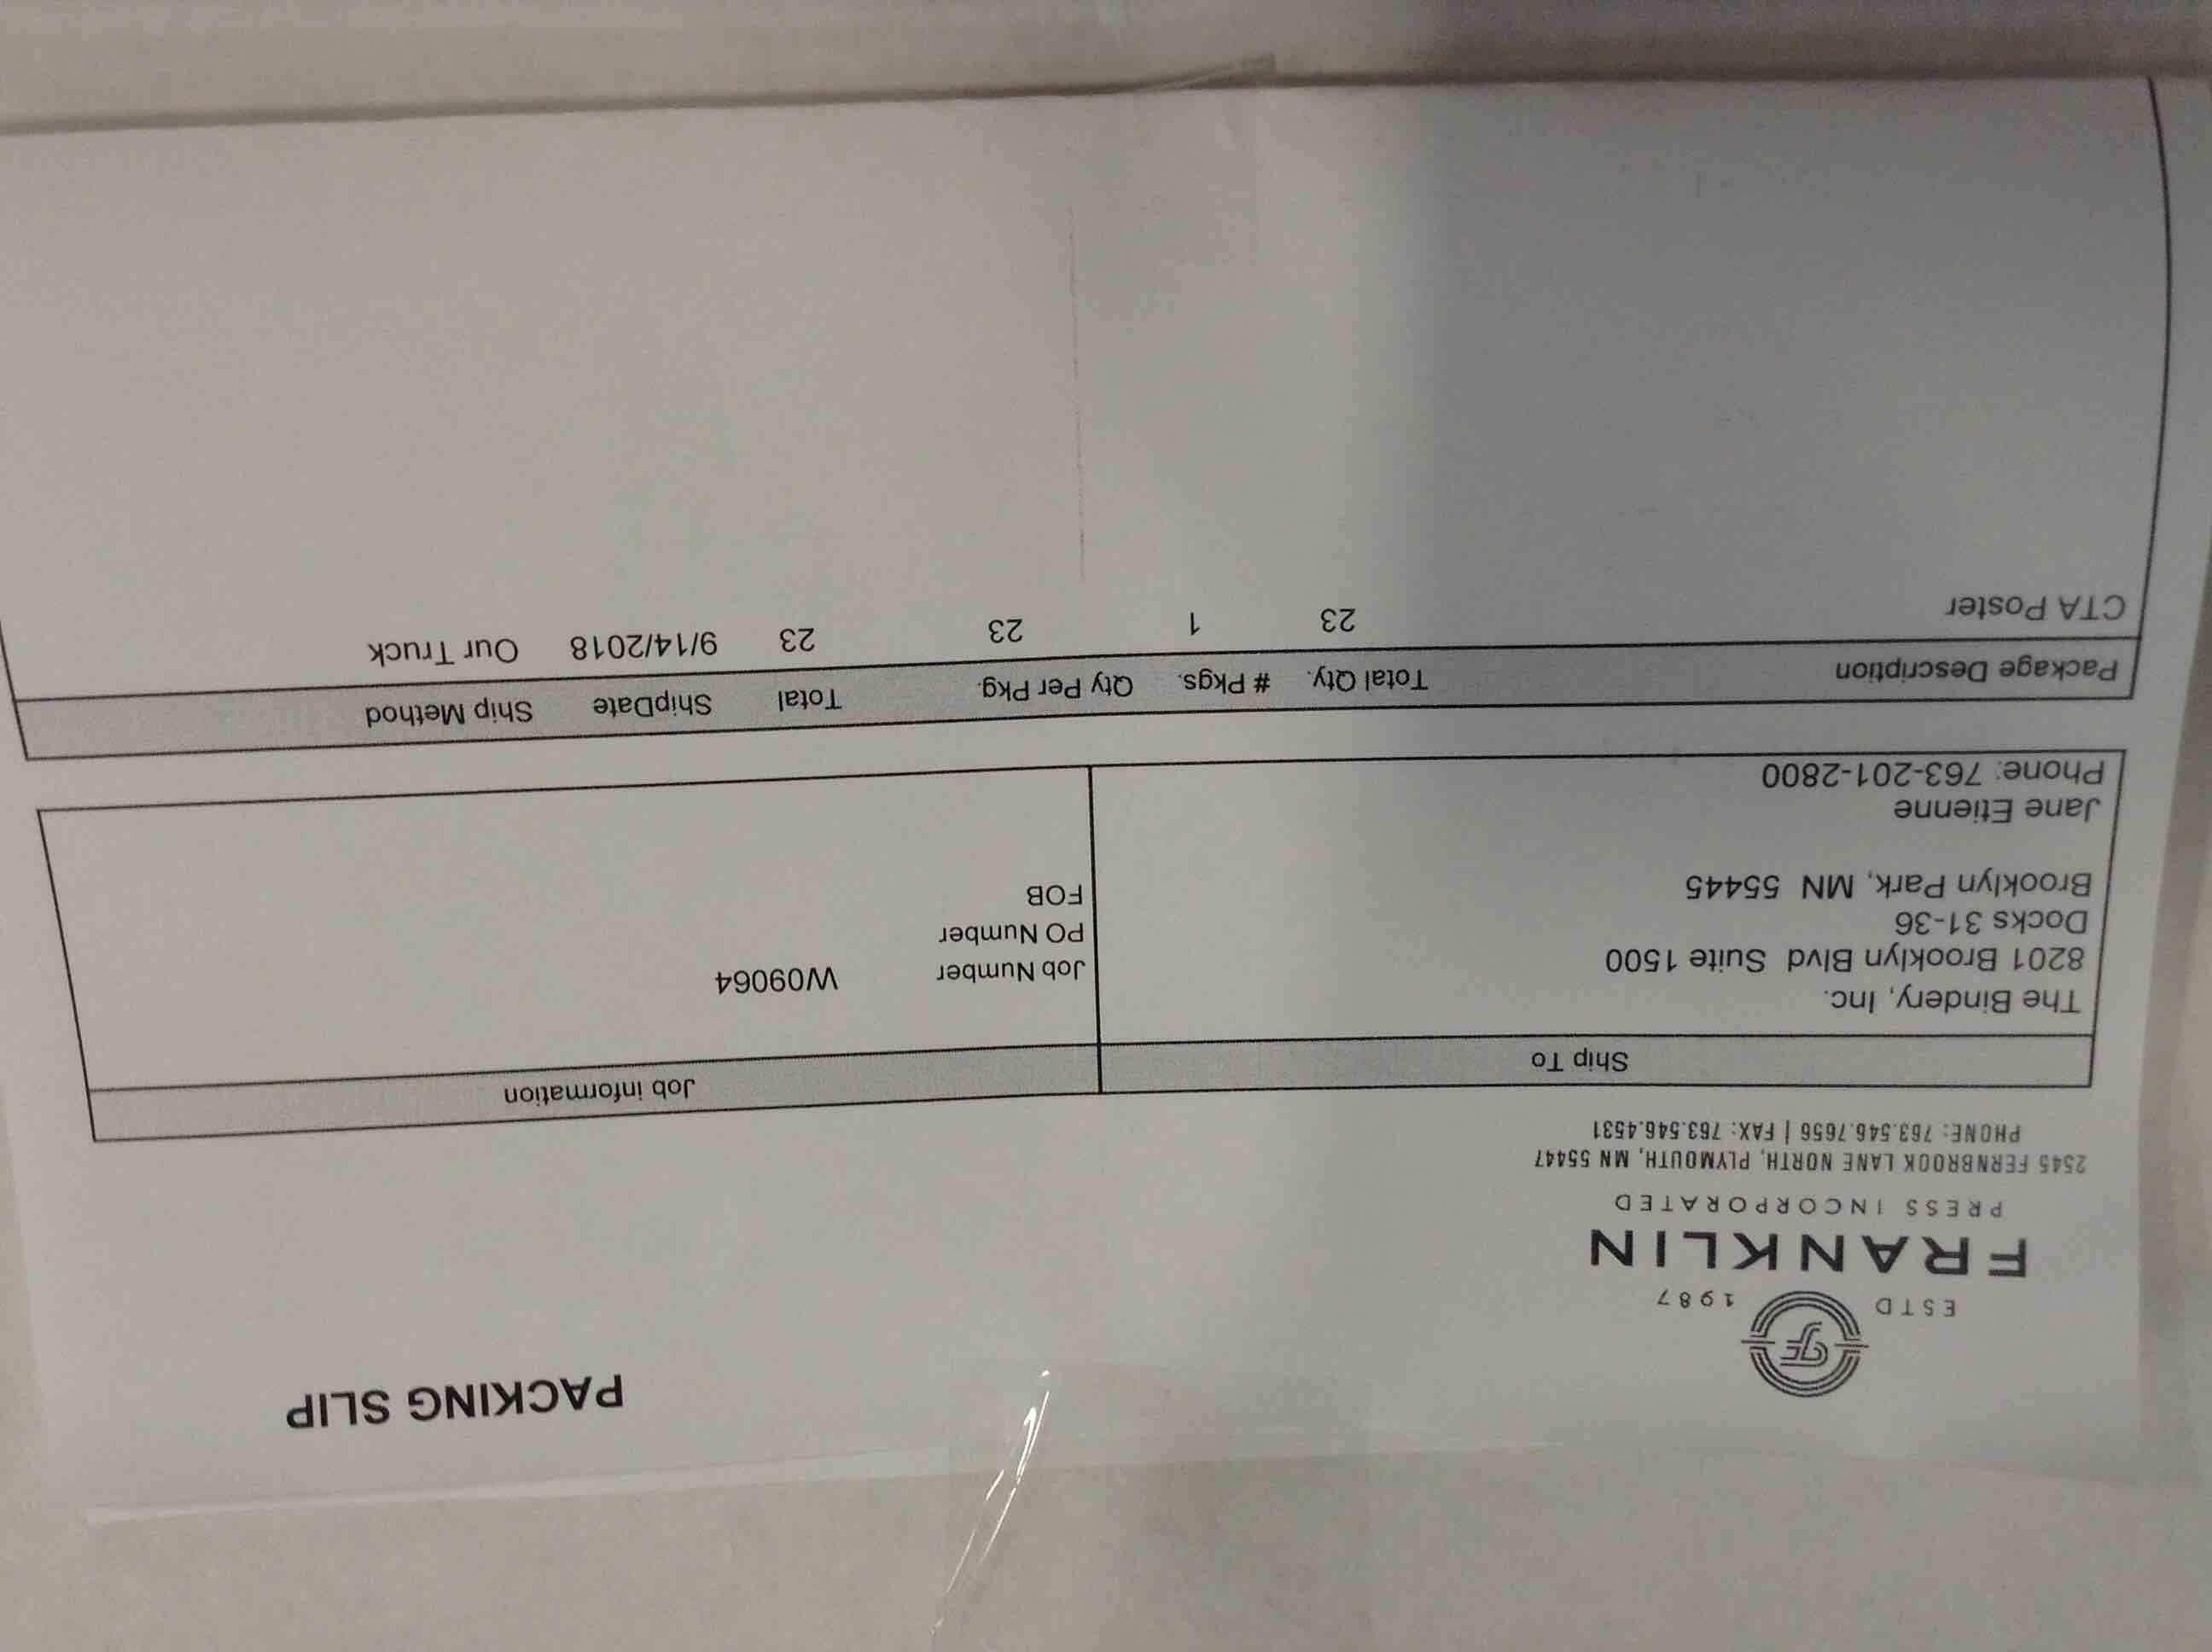 PACKING SLIP
ESTD 1987
FRANKLIN
PRESS INCORPORATED
2545 FERNBROOK LANE NORTH, PLYMOUTH, MN 55447
PHONE: 763.546.7656 | FAX: 763.546.4531
Ship To
Job information
The Bindery, Inc.
8201 Brooklyn Blvd Suite 1500
Docks 31-36
Brooklyn Park, MN 55445
Jane Etienne
Phone: 763-201-2800
Job Number W09064
PO Number
FOB
Package Description Total Qty. # Pkgs. Qty Per Pkg. Total ShipDate Ship Method
CTA Poster 23 1 23 23 9/14/2018 Our Truck